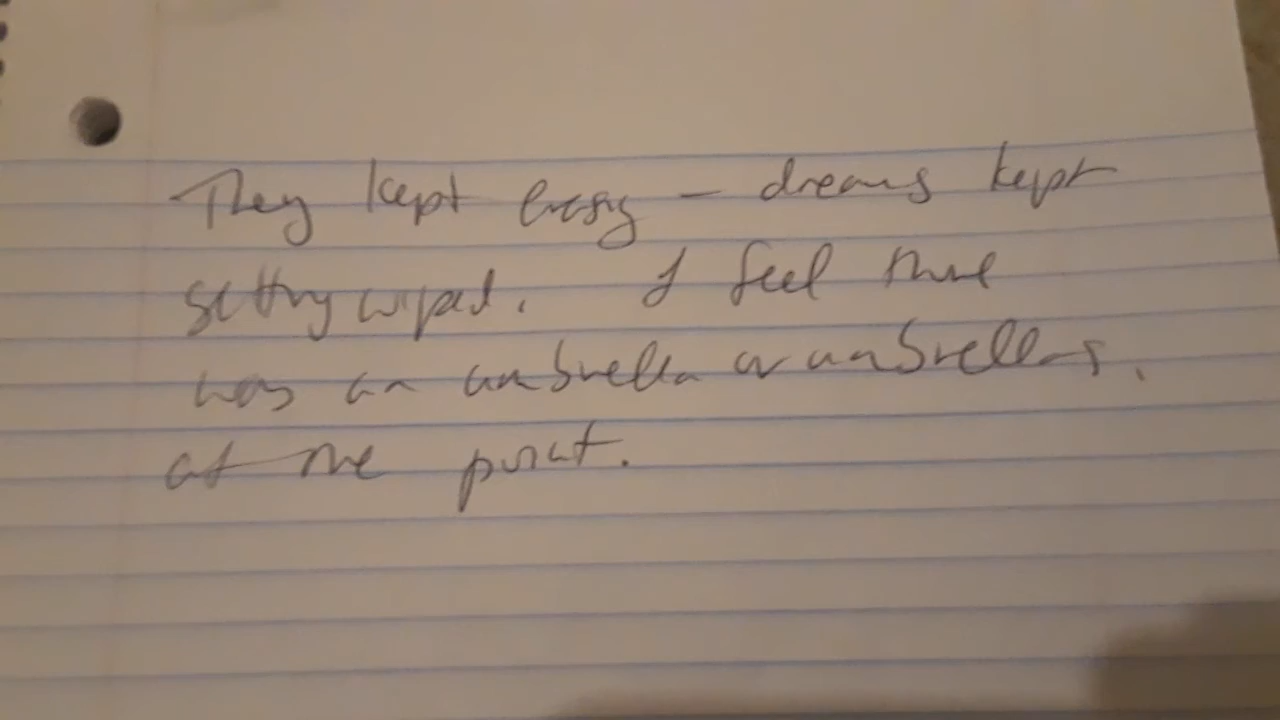 They kept erasing – dreams kept
getting wiped. I feel there
was an umbrella or umbrellas,
at one point.